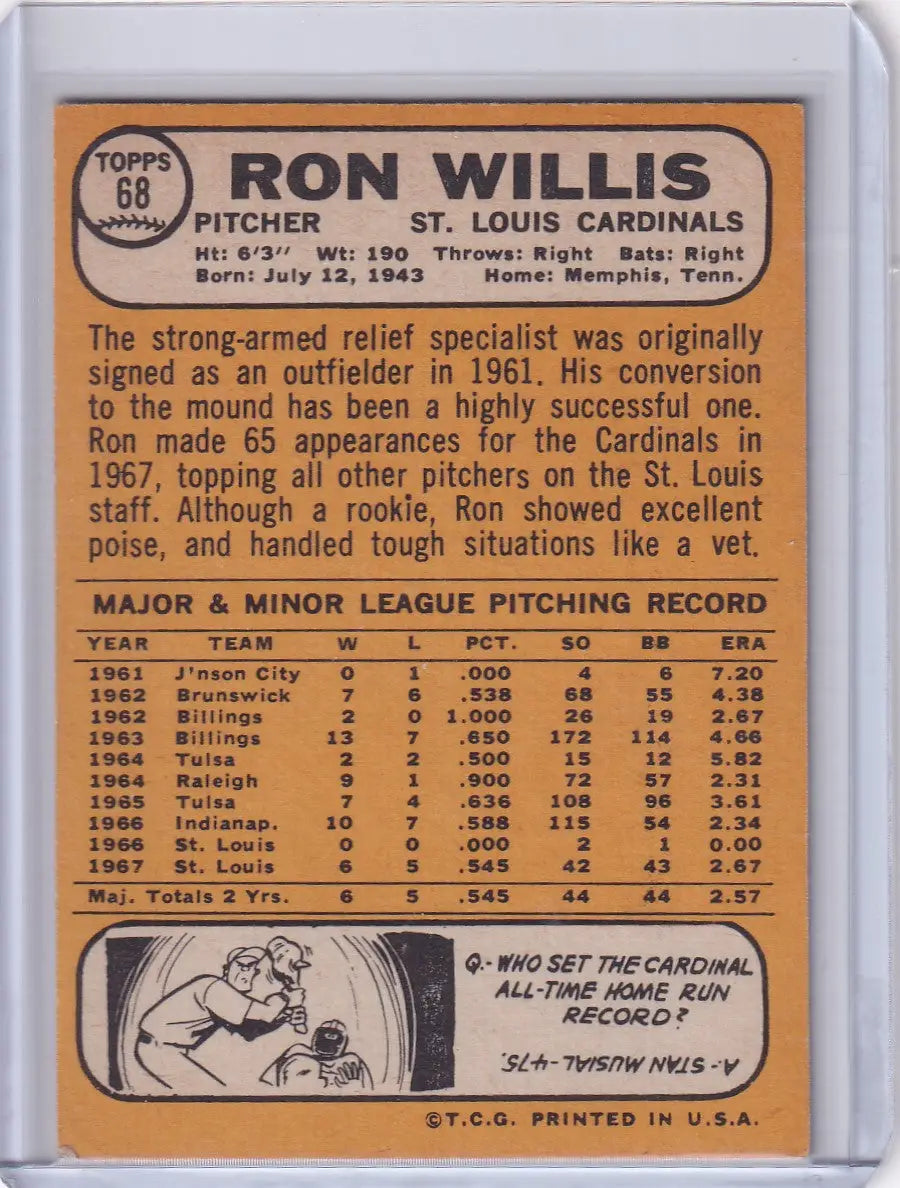 TOPPS
68
RON WILLIS
PITCHER ST. LOUIS CARDINALS
Ht: 6'3" Wt: 190 Throws: Right Bats: Right
Born: July 12, 1943 Home: Memphis, Tenn.
The strong-armed relief specialist was originally
signed as an outfielder in 1961. His conversion
to the mound has been a highly successful one.
Ron made 65 appearances for the Cardinals in
1967, topping all other pitchers on the St. Louis
staff. Although a rookie, Ron showed excellent
poise, and handled tough situations like a vet.
MAJOR & MINOR LEAGUE PITCHING RECORD
YEAR TEAM W L PCT. SO BB ERA
1961 J'nson City 0 1 .000 4 6 7.20
1962 Brunswick 7 6 .538 68 55 4.38
1962 Billings 2 0 1.000 26 19 2.67
1963 Billings 13 7 .650 172 114 4.66
1964 Tulsa 2 2 .500 15 12 5.82
1964 Raleigh 9 1 .900 72 57 2.31
1965 Tulsa 7 4 .636 108 96 3.61
1966 Indianap. 10 7 .588 115 54 2.34
1966 St. Louis 0 0 .000 2 1 0.00
1967 St. Louis 6 5 .545 42 43 2.67
Maj. Totals 2 Yrs. 6 5 .545 44 44 2.57
Q.- WHO SET THE CARDINAL
ALL-TIME HOME RUN
RECORD?
A.- STAN MUSIAL - 475.
©T.C.G. PRINTED IN U.S.A.